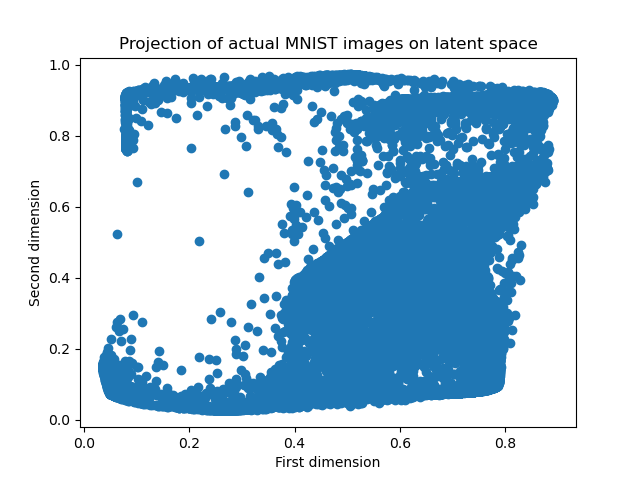 Projection of actual MNIST images on latent space
1.0
0.8
0.6
0.4
0.2
0.0
Second dimension
0.0 0.2 0.4 0.6 0.8
First dimension